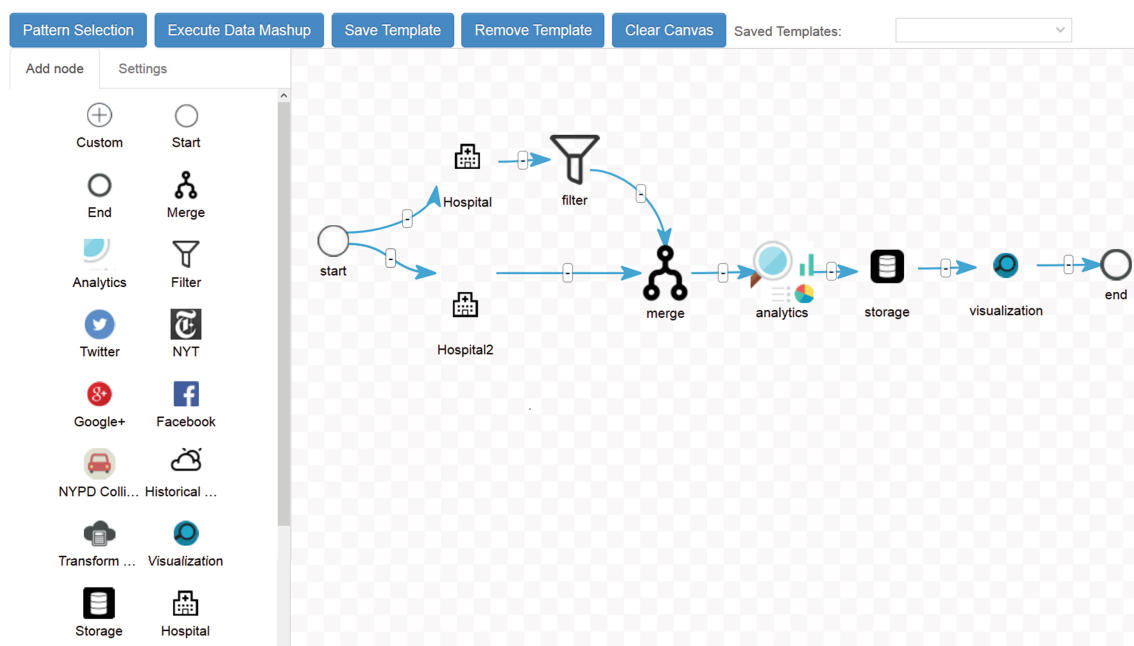 Pattern Selection Execute Data Mashup Save Template Remove Template Clear Canvas Saved Templates:
Add node Settings
Custom Start
End Merge
Analytics Filter
Twitter NYT
Google+ Facebook
NYPD Colli... Historical ...
Transform ... Visualization
Storage Hospital
start
Hospital
filter
Hospital2
merge
analytics
storage
visualization
end